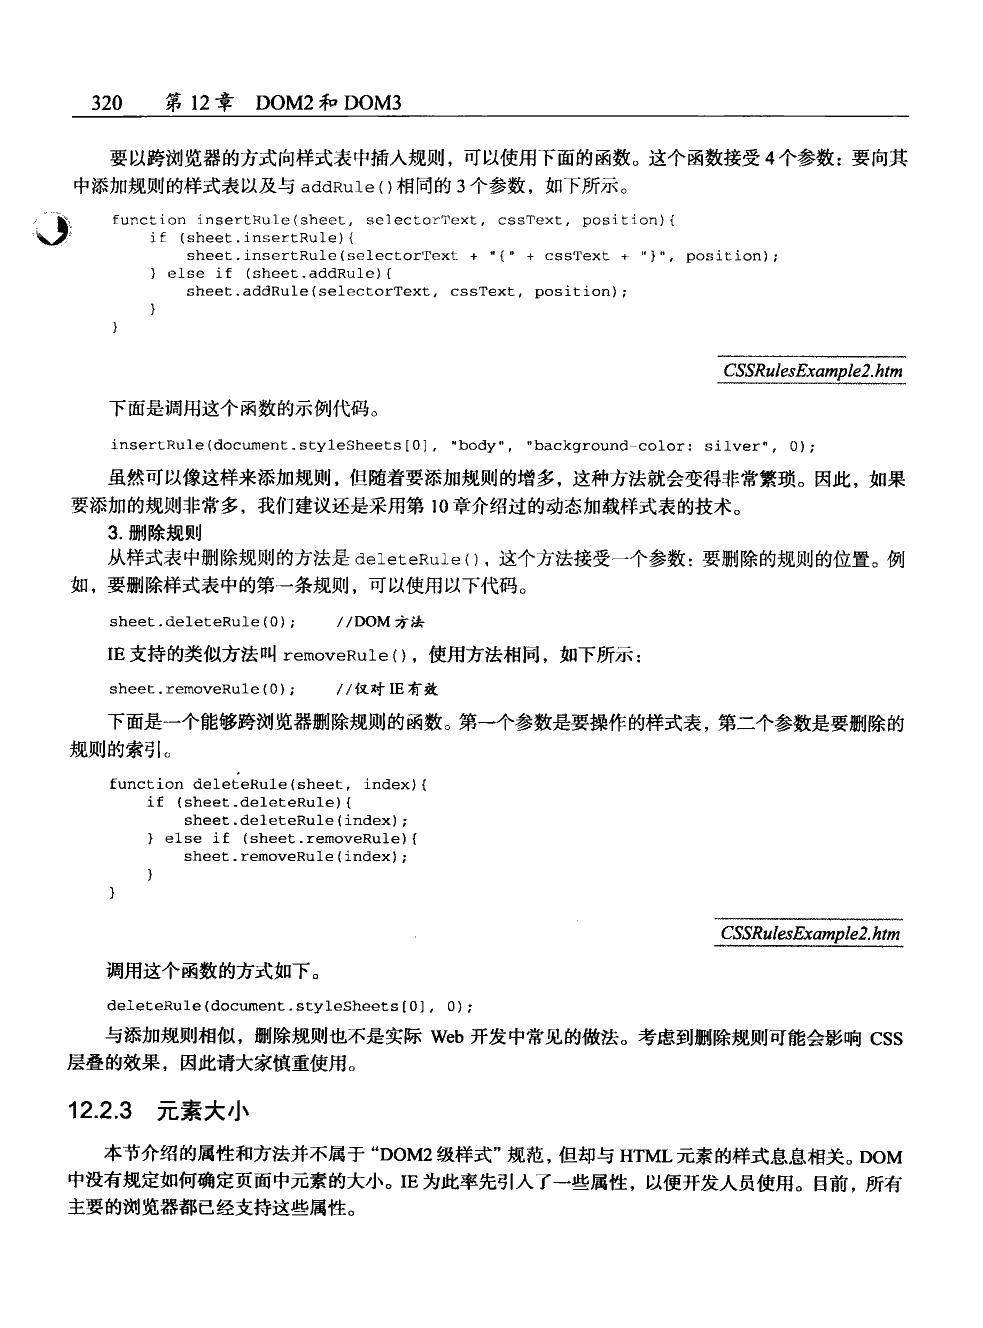 320 第 12 章 DOM2 和 DOM3
要以跨浏览器的方式向样式表中插入规则，可以使用下面的函数。这个函数接受 4 个参数：要向其
中添加规则的样式表以及与 addRule()相同的 3 个参数，如下所示。
function insertRule(sheet, selectorText, cssText, position){
if (sheet.insertRule){
sheet.insertRule(selectorText + "{" + cssText + "}", position);
} else if (sheet.addRule){
sheet.addRule(selectorText, cssText, position);
}
}
CSSRulesExample2.htm
下面是调用这个函数的示例代码。
insertRule(document.styleSheets[0], "body", "background-color: silver", 0);
虽然可以像这样来添加规则，但随着要添加规则的增多，这种方法就会变得非常繁琐。因此，如果
要添加的规则非常多，我们建议还是采用第 10 章介绍过的动态加载样式表的技术。
3. 删除规则
从样式表中删除规则的方法是 deleteRule()，这个方法接受一个参数：要删除的规则的位置。例
如，要删除样式表中的第一条规则，可以使用以下代码。
sheet.deleteRule(0); //DOM 方法
IE 支持的类似方法叫 removeRule()，使用方法相同，如下所示：
sheet.removeRule(0); //仅对 IE 有效
下面是一个能够跨浏览器删除规则的函数。第一个参数是要操作的样式表，第二个参数是要删除的
规则的索引。
function deleteRule(sheet, index){
if (sheet.deleteRule){
sheet.deleteRule(index);
} else if (sheet.removeRule){
sheet.removeRule(index);
}
}
CSSRulesExample2.htm
调用这个函数的方式如下。
deleteRule(document.styleSheets[0], 0);
与添加规则相似，删除规则也不是实际 Web 开发中常见的做法。考虑到删除规则可能会影响 CSS
层叠的效果，因此请大家慎重使用。
12.2.3 元素大小
本节介绍的属性和方法并不属于“DOM2 级样式”规范，但却与 HTML 元素的样式息息相关。DOM
中没有规定如何确定页面中元素的大小。IE 为此率先引入了一些属性，以便开发人员使用。目前，所有
主要的浏览器都已经支持这些属性。